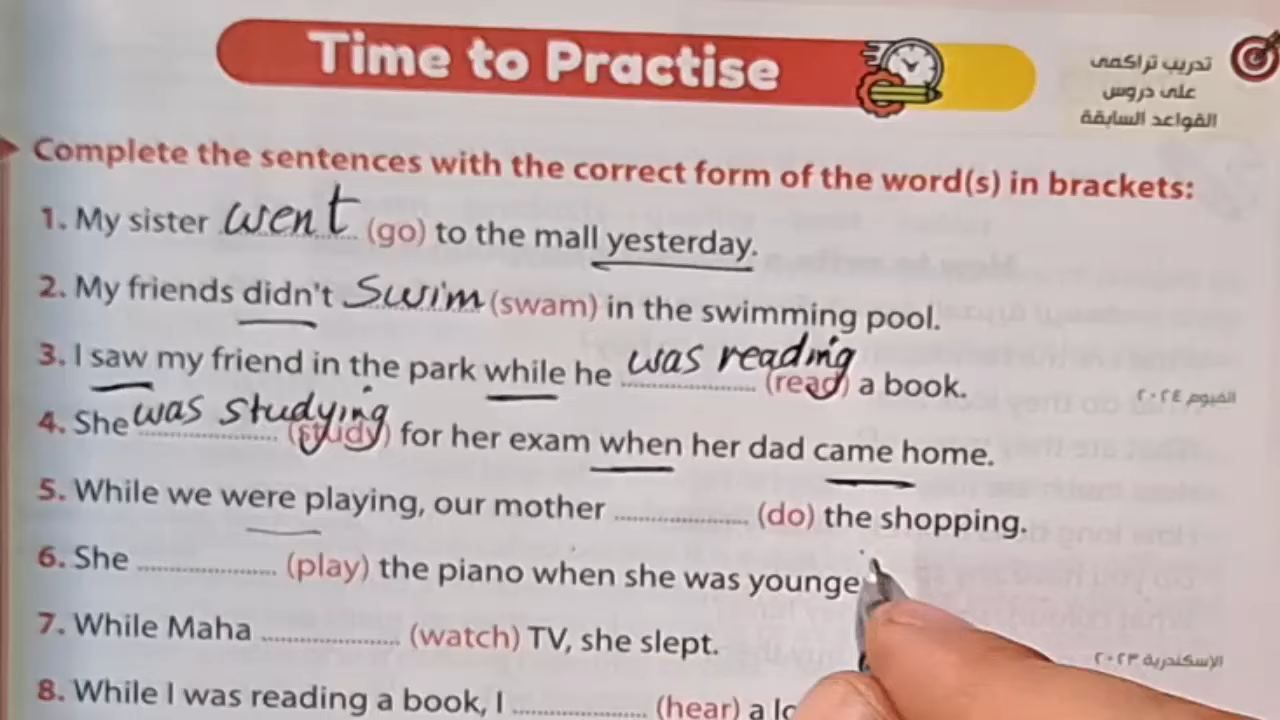 Time to Practise
تدريب تراكمى
على دروس
القواعد السابقة
Complete the sentences with the correct form of the word(s) in brackets:
1. My sister went (go) to the mall yesterday.
2. My friends didn't swim (swam) in the swimming pool.
3. I saw my friend in the park while he was reading (read) a book.
الفيوم ٢٠٢٤
4. She was studying (study) for her exam when her dad came home.
5. While we were playing, our mother .................... (do) the shopping.
6. She .................... (play) the piano when she was younge
7. While Maha .................... (watch) TV, she slept.
الإسكندرية ٢٠٢٣
8. While I was reading a book, I .................... (hear) a lo